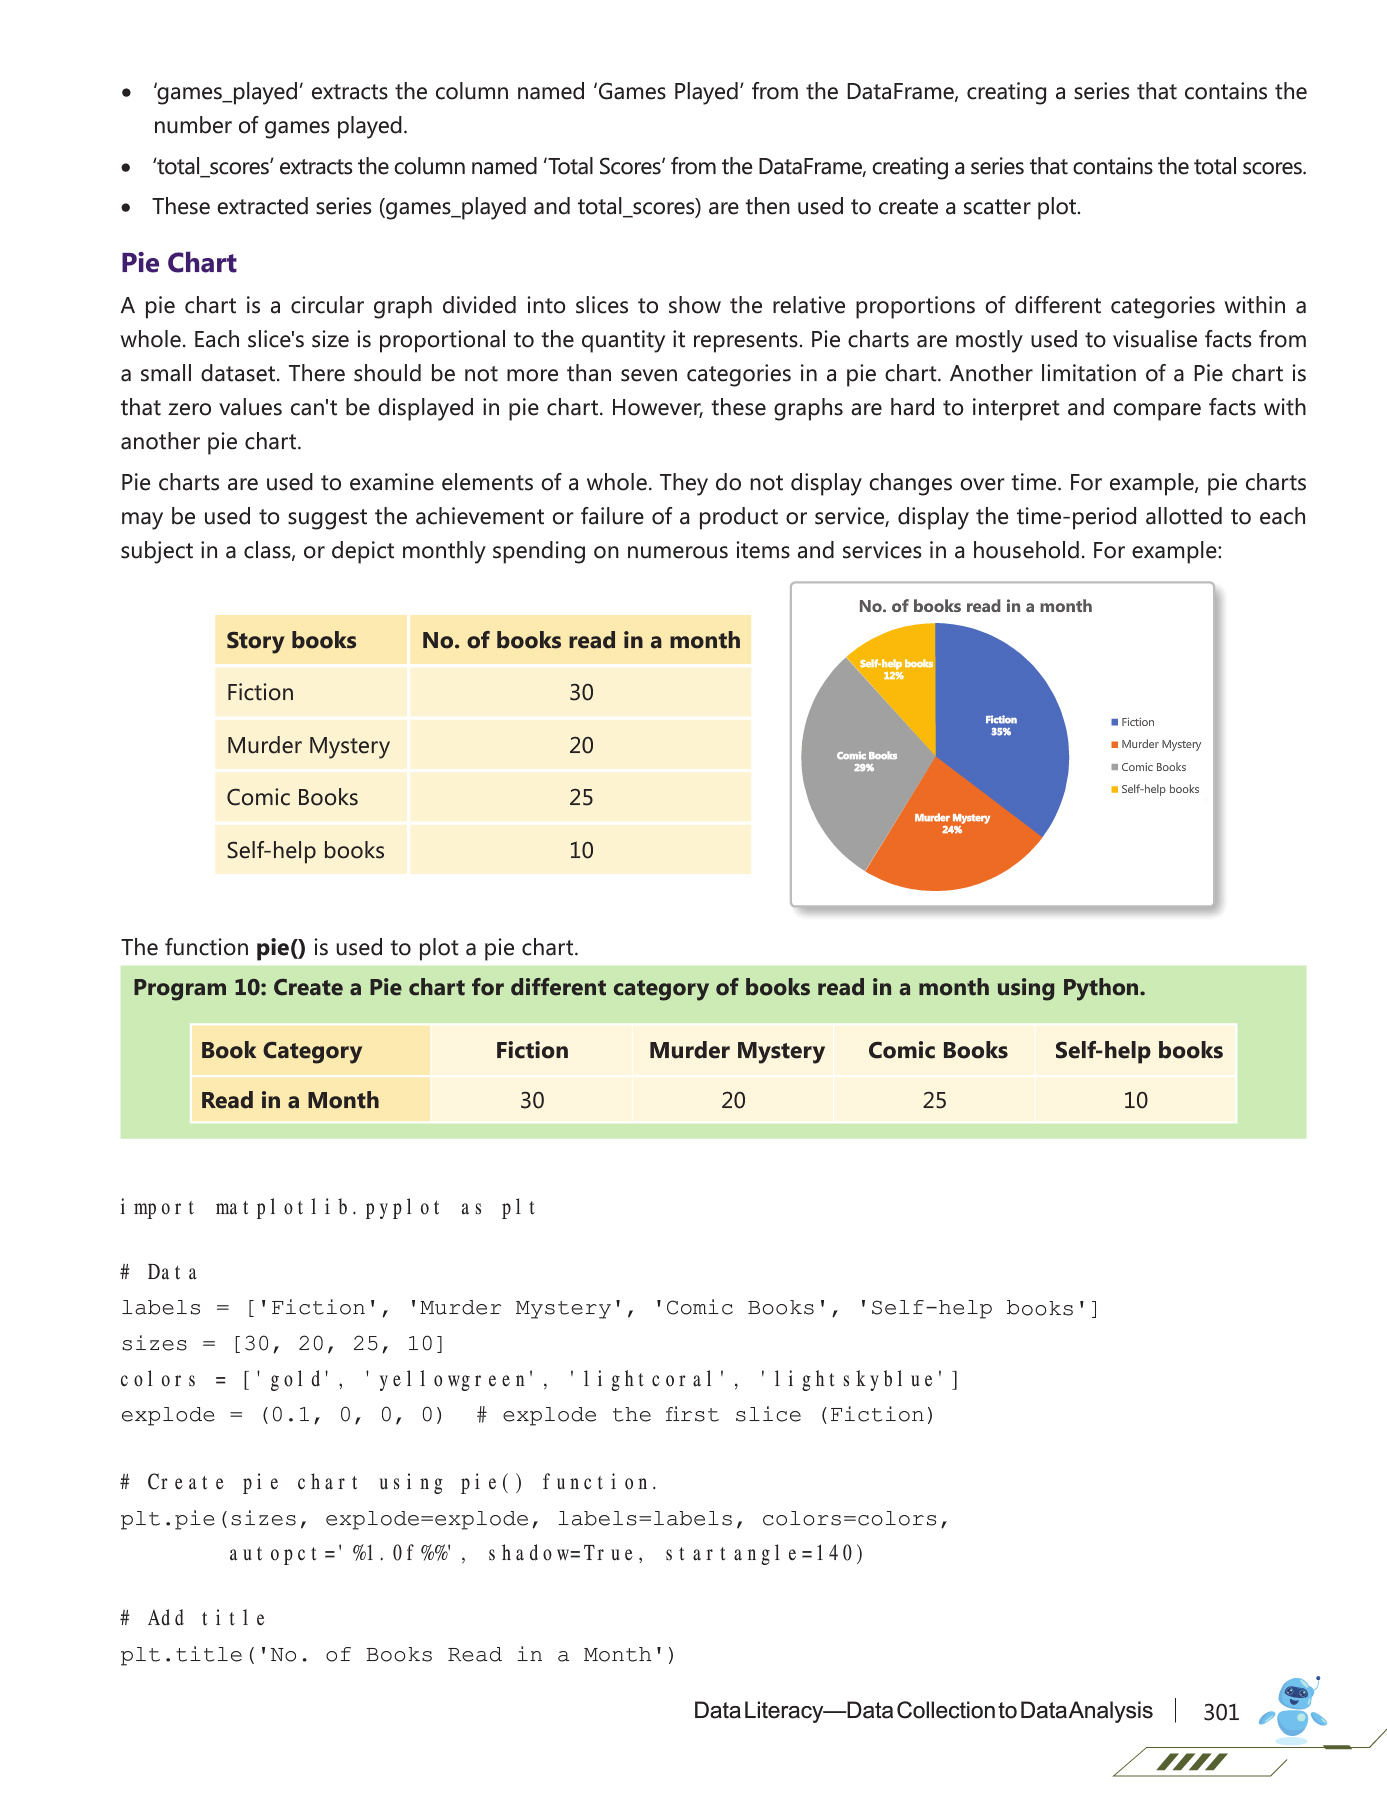 • ‘games_played’ extracts the column named ‘Games Played’ from the DataFrame, creating a series that contains the
number of games played.
• ‘total_scores’ extracts the column named ‘Total Scores’ from the DataFrame, creating a series that contains the total scores.
• These extracted series (games_played and total_scores) are then used to create a scatter plot.
Pie Chart
A pie chart is a circular graph divided into slices to show the relative proportions of different categories within a
whole. Each slice's size is proportional to the quantity it represents. Pie charts are mostly used to visualise facts from
a small dataset. There should be not more than seven categories in a pie chart. Another limitation of a Pie chart is
that zero values can't be displayed in pie chart. However, these graphs are hard to interpret and compare facts with
another pie chart.
Pie charts are used to examine elements of a whole. They do not display changes over time. For example, pie charts
may be used to suggest the achievement or failure of a product or service, display the time-period allotted to each
subject in a class, or depict monthly spending on numerous items and services in a household. For example:
Story books No. of books read in a month
Fiction 30
Murder Mystery 20
Comic Books 25
Self-help books 10
No. of books read in a month
Self-help books
12%
Fiction
35%
Comic Books
29%
Murder Mystery
24%
Fiction
Murder Mystery
Comic Books
Self-help books
The function pie() is used to plot a pie chart.
Program 10: Create a Pie chart for different category of books read in a month using Python.
Book Category Fiction Murder Mystery Comic Books Self-help books
Read in a Month 30 20 25 10
import matplotlib.pyplot as plt
# Data
labels = ['Fiction', 'Murder Mystery', 'Comic Books', 'Self-help books']
sizes = [30, 20, 25, 10]
colors = ['gold', 'yellowgreen', 'lightcoral', 'lightskyblue']
explode = (0.1, 0, 0, 0)  # explode the first slice (Fiction)
# Create pie chart using pie() function.
plt.pie(sizes, explode=explode, labels=labels, colors=colors,
autopct='%1.0f%%', shadow=True, startangle=140)
# Add title
plt.title('No. of Books Read in a Month')
Data Literacy—Data Collection to Data Analysis 301